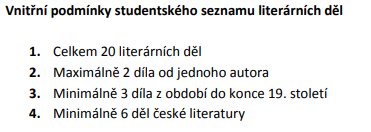 Vnitřní podmínky studentského seznamu literárních děl
1. Celkem 20 literárních děl
2. Maximálně 2 díla od jednoho autora
3. Minimálně 3 díla z období do konce 19. století
4. Minimálně 6 děl české literatury